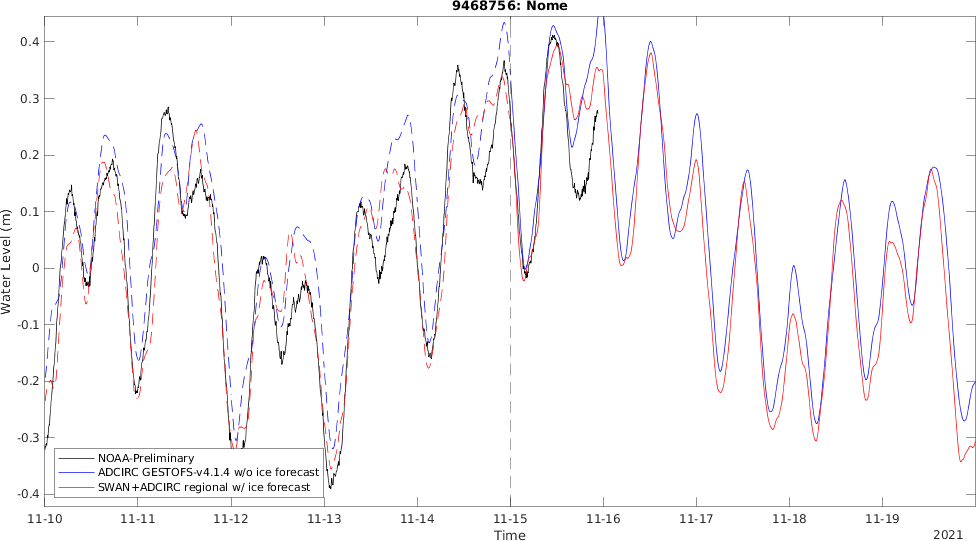 9468756: Nome
0.4
0.3
0.2
0.1
0
-0.1
-0.2
-0.3
-0.4
Water Level (m)
NOAA-Preliminary
ADCIRC GESTOFS-v4.1.4 w/o ice forecast
SWAN+ADCIRC regional w/ ice forecast
11-10 11-11 11-12 11-13 11-14 11-15 11-16 11-17 11-18 11-19
Time
2021